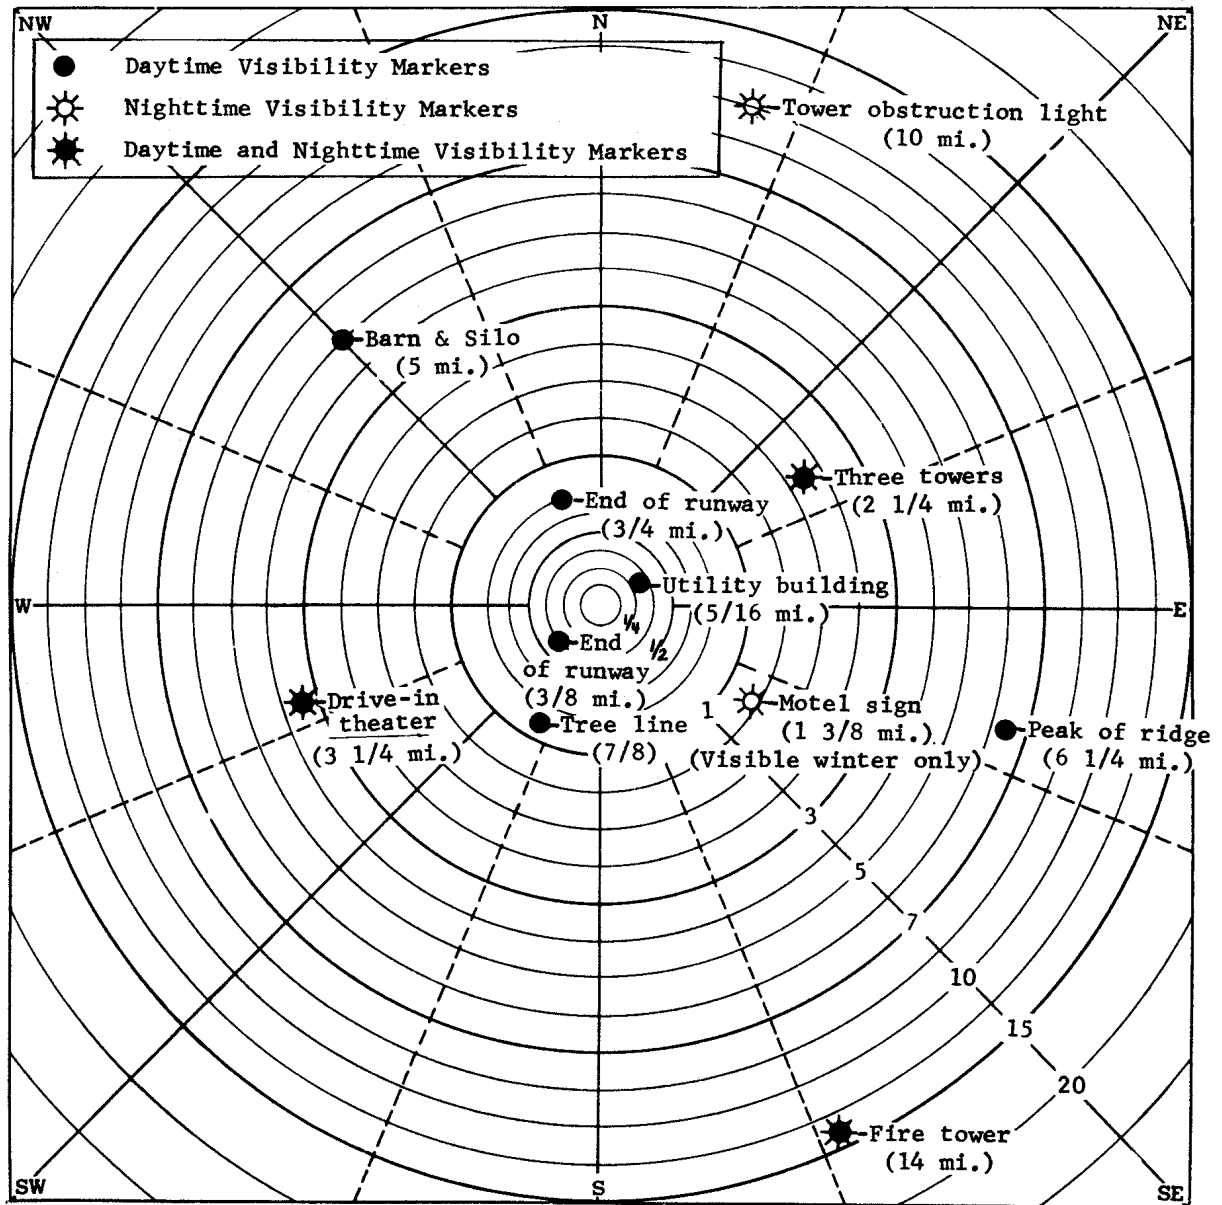 NW
N
NE
Daytime Visibility Markers
Nighttime Visibility Markers
Daytime and Nighttime Visibility Markers
Tower obstruction light
(10 mi.)
Barn & Silo
(5 mi.)
Three towers
(2 1/4 mi.)
End of runway
(3/4 mi.)
Utility building
(5/16 mi.)
W
E
1/4
1/2
End
of runway
(3/8 mi.)
Tree line
(7/8)
Drive-in
theater
(3 1/4 mi.)
1
Motel sign
(1 3/8 mi.)
(Visible winter only)
Peak of ridge
(6 1/4 mi.)
3
5
7
10
15
20
Fire tower
(14 mi.)
SW
S
SE